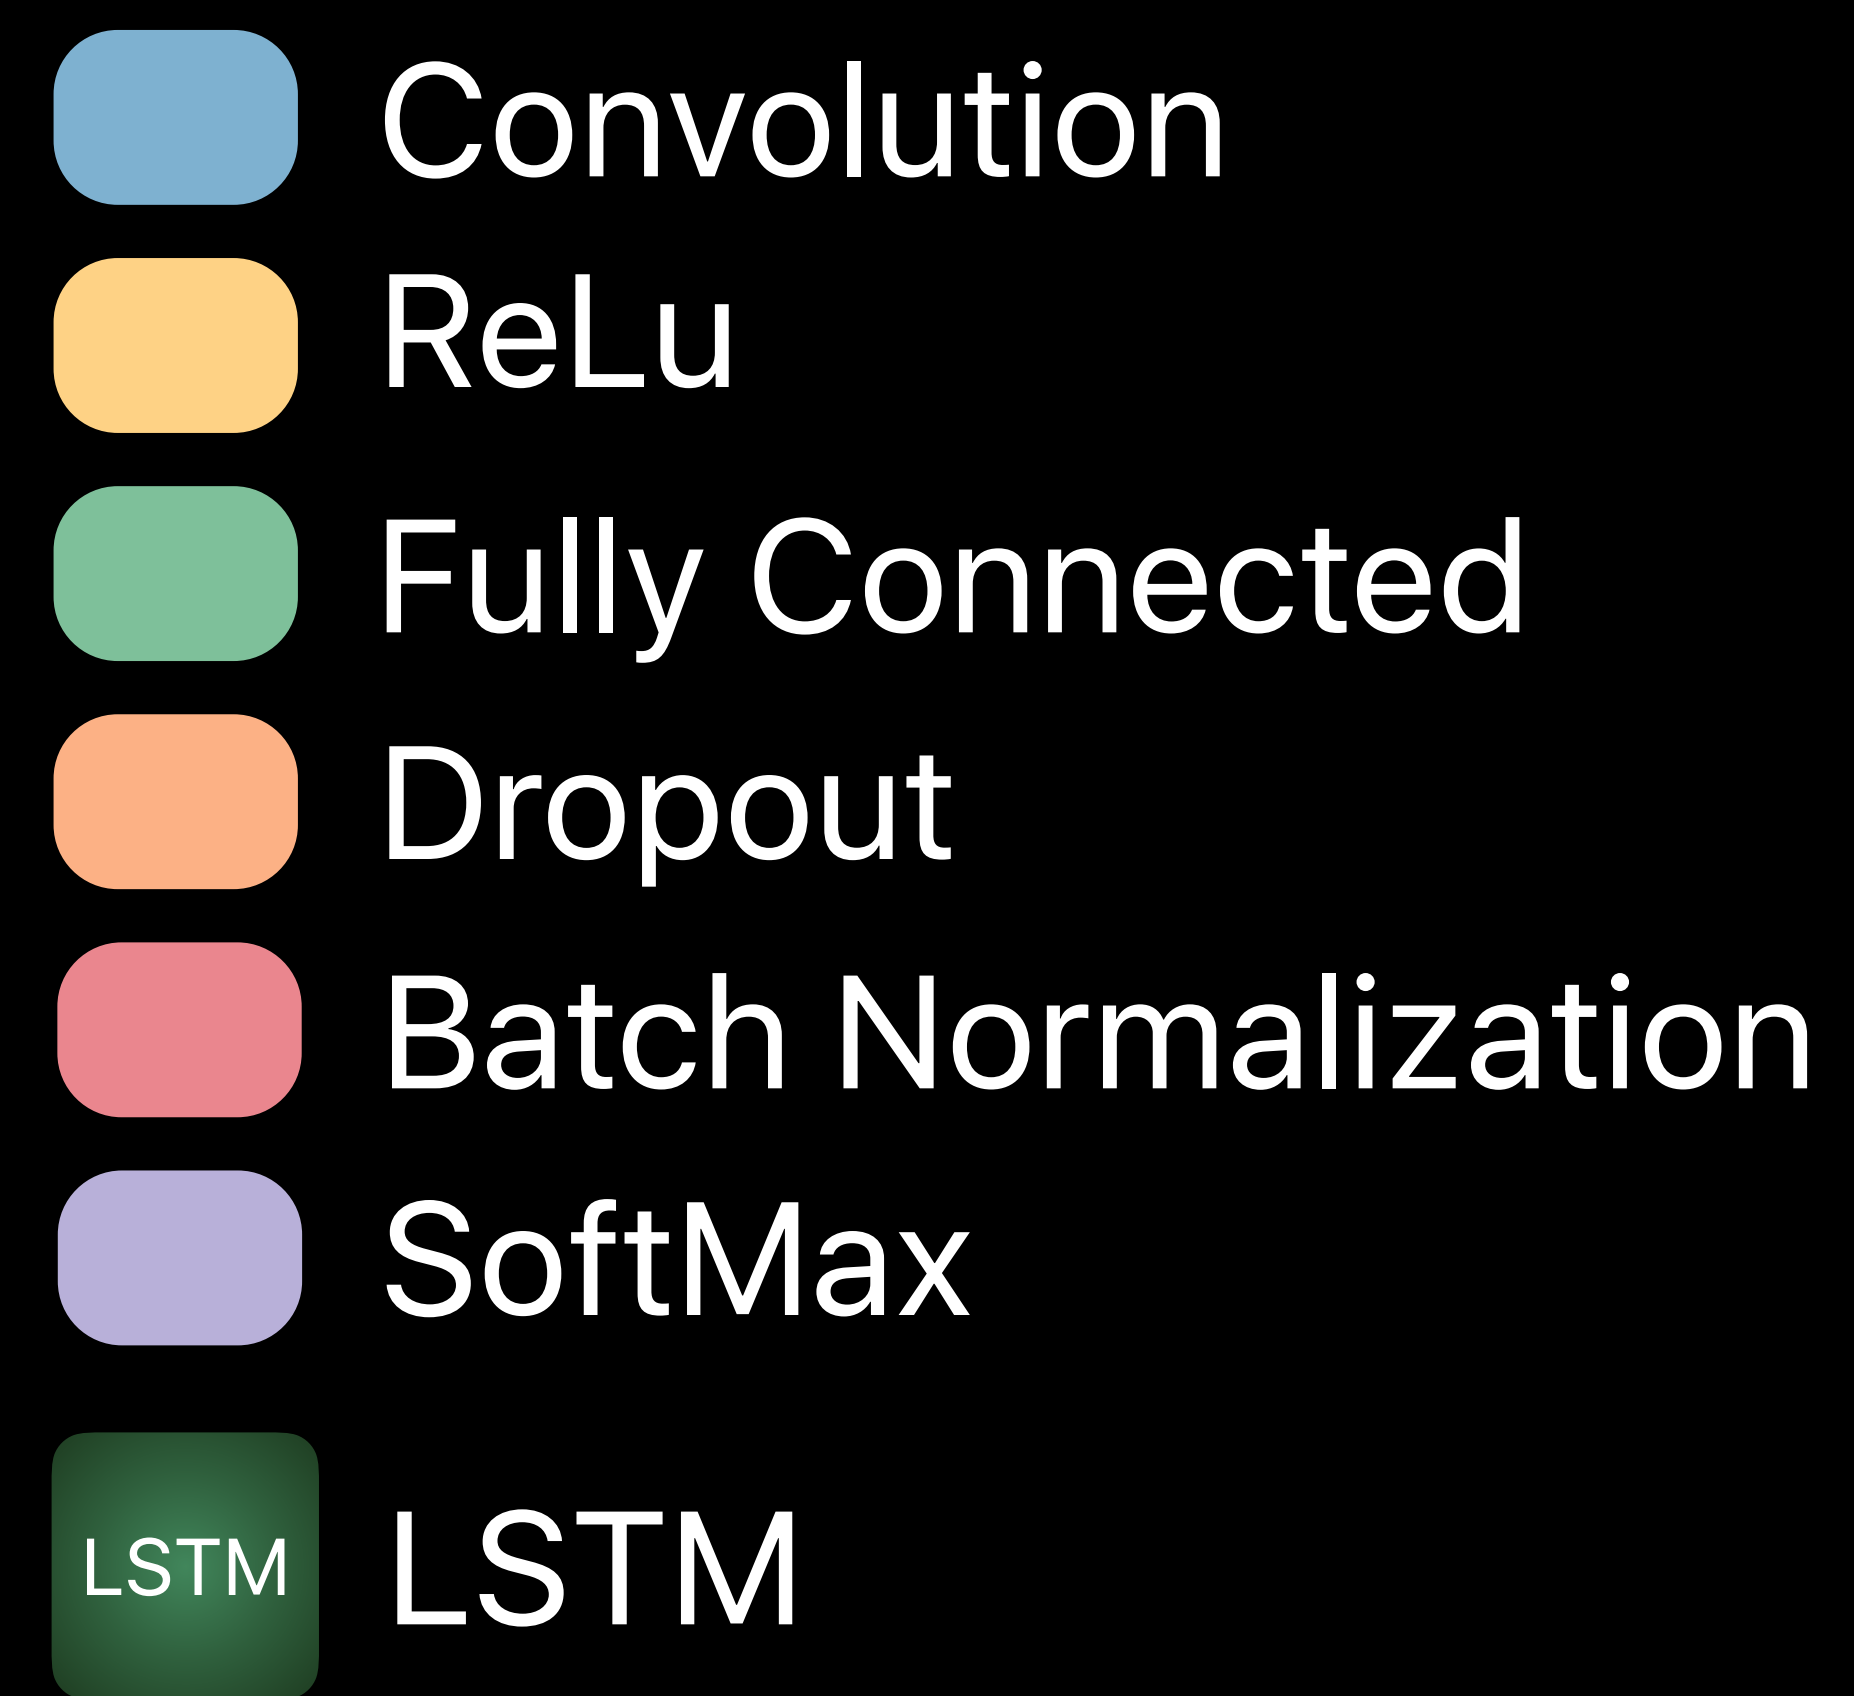 Convolution
ReLu
Fully Connected
Dropout
Batch Normalization
SoftMax
LSTM LSTM